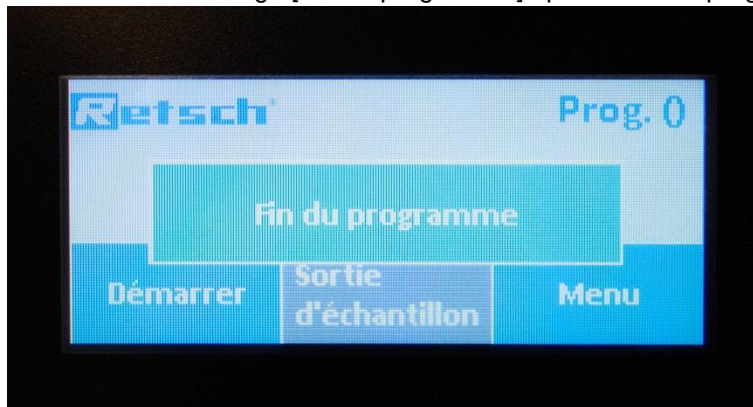 Retsch
Prog. 0
Fin du programme
Démarrer
Sortie
d'échantillon
Menu